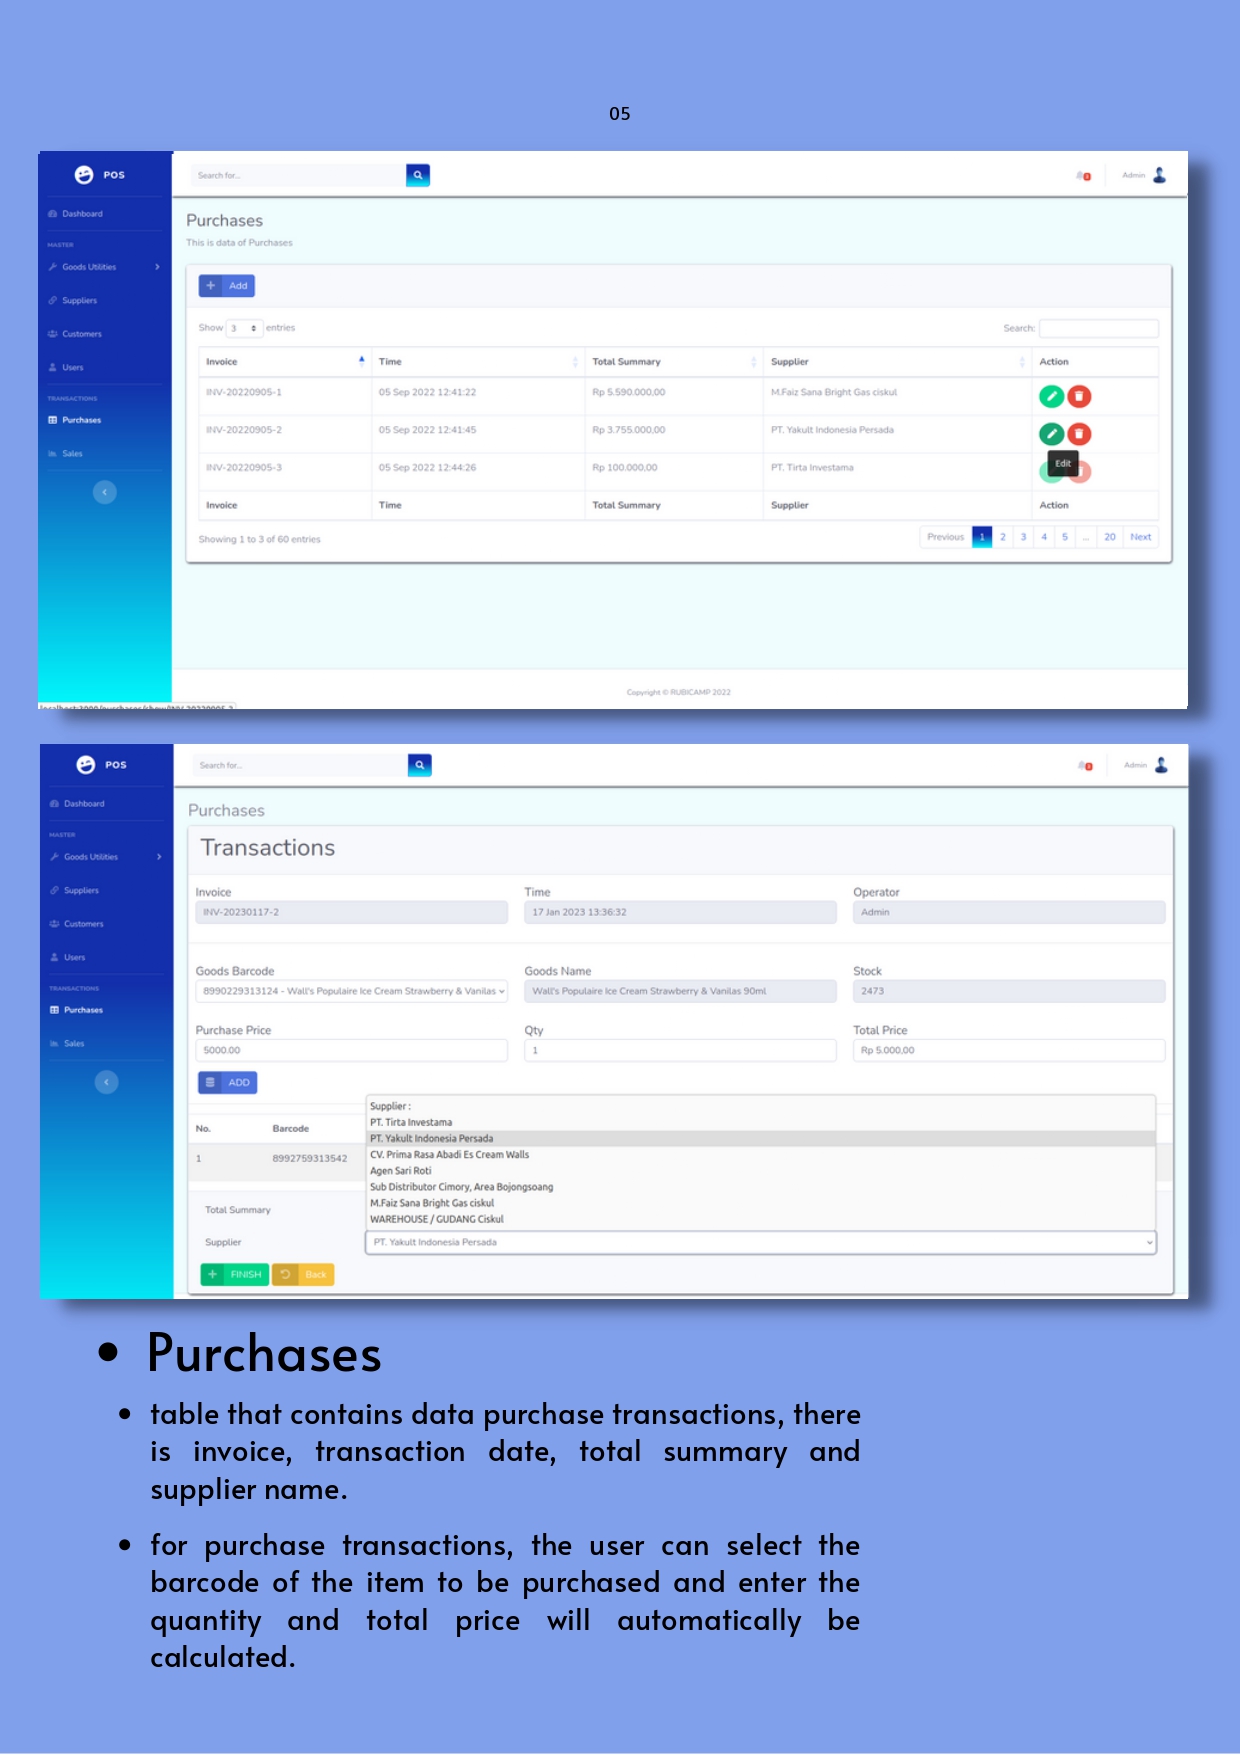 05
POS
Search for...
Admin
Dashboard
MASTER
Goods Utilities
Suppliers
Customers
Users
TRANSACTIONS
Purchases
Sales
Purchases
This is data of Purchases
Add
Show 3 entries
Search:
Invoice Time Total Summary Supplier Action
INV-20220905-1 05 Sep 2022 12:41:22 Rp 5.590.000,00 M.Faiz Sana Bright Gas ciskul
INV-20220905-2 05 Sep 2022 12:41:45 Rp 3.755.000,00 PT. Yakult Indonesia Persada
Edit
INV-20220905-3 05 Sep 2022 12:44:26 Rp 100.000,00 PT. Tirta Investama
Invoice Time Total Summary Supplier Action
Showing 1 to 3 of 60 entries
Previous 1 2 3 4 5 ... 20 Next
Copyright © RUBICAMP 2022
POS
Search for...
Admin
Dashboard
MASTER
Goods Utilities
Suppliers
Customers
Users
TRANSACTIONS
Purchases
Sales
Purchases
Transactions
Invoice Time Operator
INV-20230117-2 17 Jan 2023 13:36:32 Admin
Goods Barcode Goods Name Stock
8990229313124 - Wall's Populaire Ice Cream Strawberry & Vanilas Wall's Populaire Ice Cream Strawberry & Vanilas 90ml 2473
Purchase Price Qty Total Price
5000.00 1 Rp 5.000,00
ADD
No. Barcode
1 8992759313542
Supplier :
PT. Tirta Investama
PT. Yakult Indonesia Persada
CV. Prima Rasa Abadi Es Cream Walls
Agen Sari Roti
Sub Distributor Cimory, Area Bojongsoang
M.Faiz Sana Bright Gas ciskul
WAREHOUSE / GUDANG Ciskul
Total Summary
Supplier PT. Yakult Indonesia Persada
FINISH Back
• Purchases
• table that contains data purchase transactions, there
is invoice, transaction date, total summary and
supplier name.
• for purchase transactions, the user can select the
barcode of the item to be purchased and enter the
quantity and total price will automatically be
calculated.